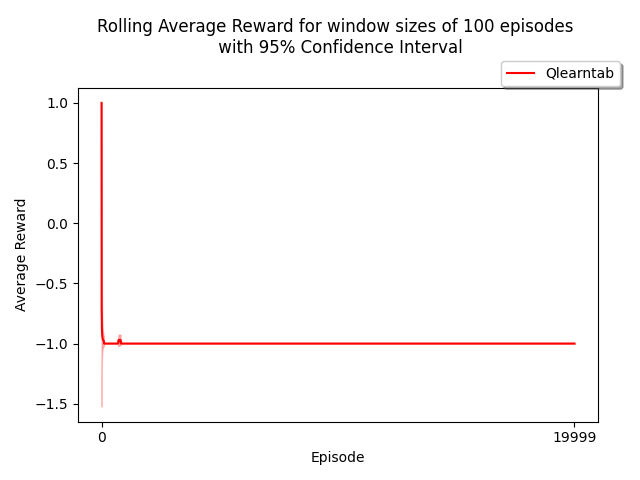 Rolling Average Reward for window sizes of 100 episodes
with 95% Confidence Interval
Qlearntab
1.0
0.5
0.0
−0.5
−1.0
−1.5
Average Reward
0
19999
Episode